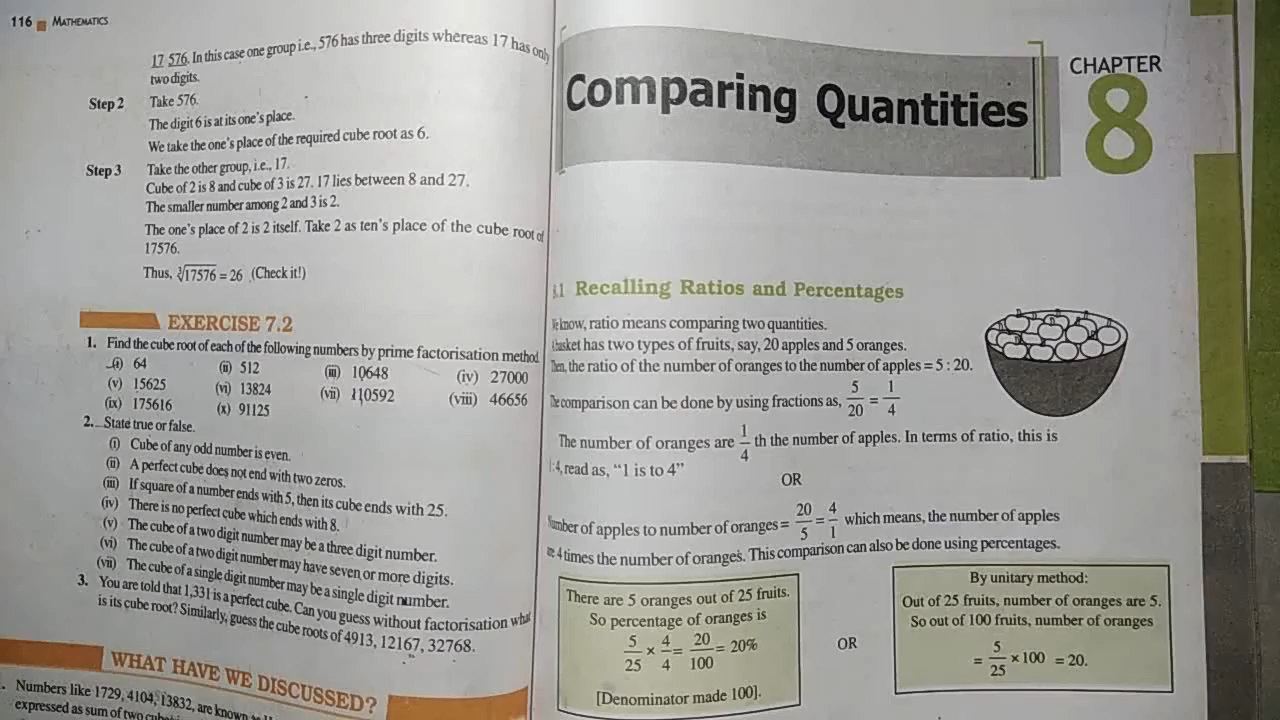 116 MATHEMATICS
17 576. In this case one group i.e., 576 has three digits whereas 17 has only
two digits.
Step 2 Take 576.
The digit 6 is at its one's place.
We take the one's place of the required cube root as 6.
Step 3 Take the other group, i.e., 17.
Cube of 2 is 8 and cube of 3 is 27. 17 lies between 8 and 27.
The smaller number among 2 and 3 is 2.
The one's place of 2 is 2 itself. Take 2 as ten's place of the cube root of
17576.
Thus, ∛17576 = 26 (Check it!)
EXERCISE 7.2
1. Find the cube root of each of the following numbers by prime factorisation method.
(i) 64 (ii) 512 (iii) 10648 (iv) 27000
(v) 15625 (vi) 13824 (vii) 110592 (viii) 46656
(ix) 175616 (x) 91125
2. State true or false.
(i) Cube of any odd number is even.
(ii) A perfect cube does not end with two zeros.
(iii) If square of a number ends with 5, then its cube ends with 25.
(iv) There is no perfect cube which ends with 8.
(v) The cube of a two digit number may be a three digit number.
(vi) The cube of a two digit number may have seven or more digits.
(vii) The cube of a single digit number may be a single digit number.
3. You are told that 1,331 is a perfect cube. Can you guess without factorisation what
is its cube root? Similarly, guess the cube roots of 4913, 12167, 32768.
WHAT HAVE WE DISCUSSED?
Numbers like 1729, 4104, 13832, are known
expressed as sum of two
Comparing Quantities
CHAPTER
8
8.1 Recalling Ratios and Percentages
We know, ratio means comparing two quantities.
A basket has two types of fruits, say, 20 apples and 5 oranges.
Then, the ratio of the number of oranges to the number of apples = 5 : 20.
The comparison can be done by using fractions as, 5/20 = 1/4
The number of oranges are 1/4 th the number of apples. In terms of ratio, this is
1:4, read as, "1 is to 4"
OR
Number of apples to number of oranges = 20/5 = 4/1 which means, the number of apples
are 4 times the number of oranges. This comparison can also be done using percentages.
There are 5 oranges out of 25 fruits.
So percentage of oranges is
5/25 × 4/4 = 20/100 = 20%
[Denominator made 100].
OR
By unitary method:
Out of 25 fruits, number of oranges are 5.
So out of 100 fruits, number of oranges
= 5/25 × 100 = 20.